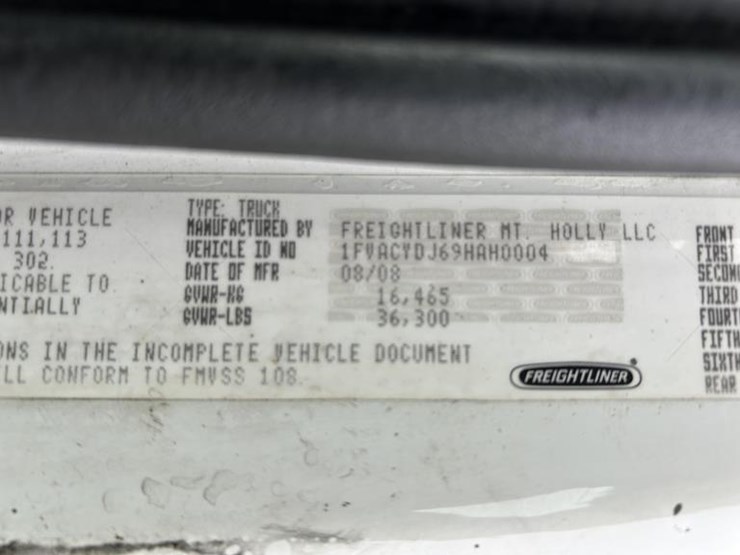 OR VEHICLE
111,113
302.
ICABLE TO
NTIALLY
TYPE: TRUCK
MANUFACTURED BY FREIGHTLINER MT. HOLLY LLC
VEHICLE ID NO 1FVACYDJ69HAH0004
DATE OF MFR 08/08
GVWR-KG 16,465
GVWR-LBS 36,300
ONS IN THE INCOMPLETE VEHICLE DOCUMENT
LL CONFORM TO FMVSS 108.
FREIGHTLINER
FRONT
FIRST
SECOND
THIRD
FOURT
FIFTH
SIXTH
REAR